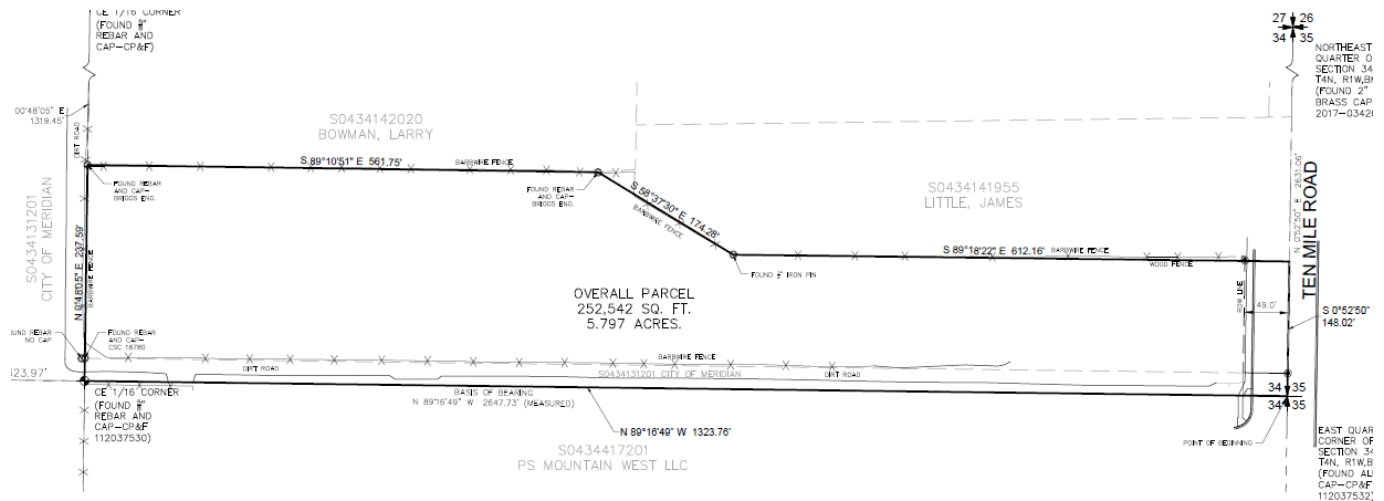 CE 1/16 CORNER
(FOUND 5/8"
REBAR AND
CAP-CP&F)
27 26
34 35
NORTHEAST
QUARTER O
SECTION 34
T4N, R1W,BM
(FOUND 2"
BRASS CAP
2017-03428
00°48'05" E
1319.45'
DIRT ROAD
S0434142020
BOWMAN, LARRY
S 89°10'51" E 561.75'
BARBWIRE FENCE
FOUND REBAR
AND CAP-
BRIGGS ENG.
FOUND REBAR
AND CAP-
BRIGGS ENG.
S 58°37'30" E 174.28'
BARBWIRE FENCE
S0434141955
LITTLE, JAMES
N 0°52'50" E 2631.06'
TEN MILE ROAD
S0434131201
CITY OF MERIDIAN
N 0°48'05" E 237.59'
BARBWIRE FENCE
S 89°18'22" E 612.16'
BARBWIRE FENCE
WOOD FENCE
FOUND 1/2" IRON PIN
ROW LINE
49.0'
S 0°52'50"
148.02'
OVERALL PARCEL
252,542 SQ. FT.
5.797 ACRES.
OUND REBAR
NO CAP
FOUND REBAR
AND CAP-
CSC 18780
BARBWIRE FENCE
DIRT ROAD
S0434131201 CITY OF MERIDIAN
DIRT ROAD
523.97'
34 35
34 35
CE 1/16 CORNER
(FOUND 5/8"
REBAR AND
CAP-CP&F
112037530)
BASIS OF BEARING
N 89°16'49" W 2647.73' (MEASURED)
N 89°16'49" W 1323.76'
POINT OF BEGINNING
S0434417201
PS MOUNTAIN WEST LLC
EAST QUAR
CORNER OF
SECTION 34
T4N, R1W,B
(FOUND ALU
CAP-CP&F
112037532)